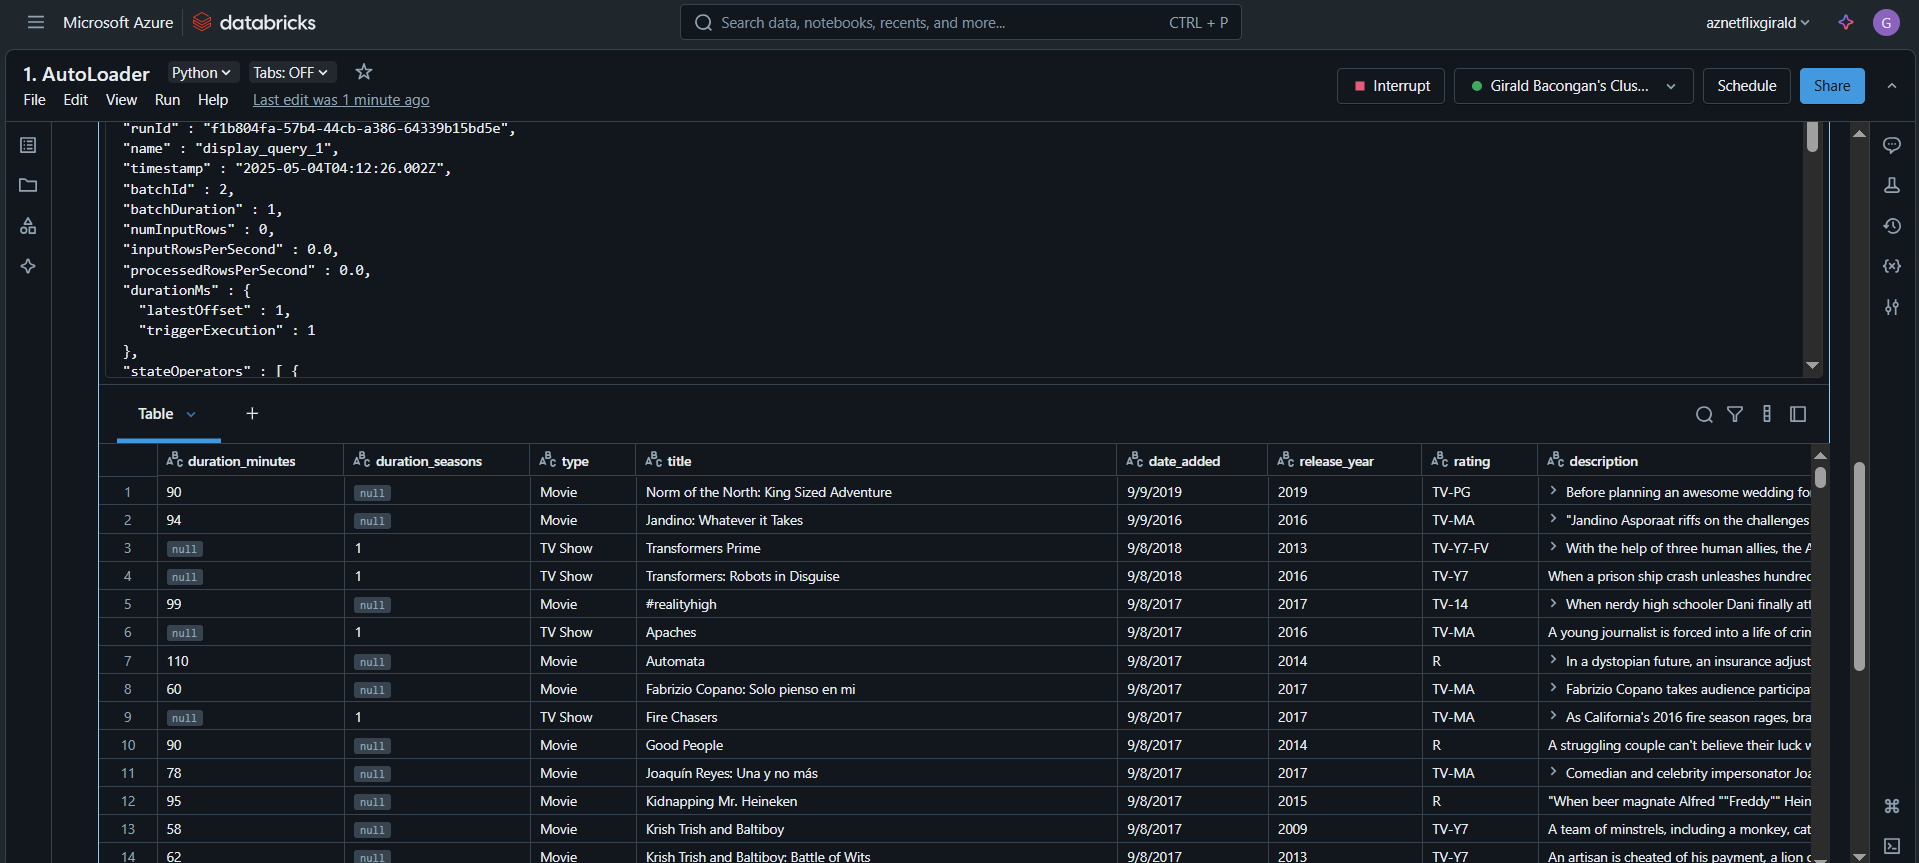 Microsoft Azure databricks Search data, notebooks, recents, and more... CTRL + P aznetflixgirald G
1. AutoLoader Python Tabs: OFF
File Edit View Run Help Last edit was 1 minute ago Interrupt Girald Bacongan's Clus... Schedule Share
"runId" : "f1b804fa-57b4-44cb-a386-64339b15bd5e",
"name" : "display_query_1",
"timestamp" : "2025-05-04T04:12:26.002Z",
"batchId" : 2,
"batchDuration" : 1,
"numInputRows" : 0,
"inputRowsPerSecond" : 0.0,
"processedRowsPerSecond" : 0.0,
"durationMs" : {
"latestOffset" : 1,
"triggerExecution" : 1
},
"stateOperators" : [ {
Table +
duration_minutes duration_seasons type title date_added release_year rating description
1 90 null Movie Norm of the North: King Sized Adventure 9/9/2019 2019 TV-PG Before planning an awesome wedding fo
2 94 null Movie Jandino: Whatever it Takes 9/9/2016 2016 TV-MA "Jandino Asporaat riffs on the challenges
3 null 1 TV Show Transformers Prime 9/8/2018 2013 TV-Y7-FV With the help of three human allies, the A
4 null 1 TV Show Transformers: Robots in Disguise 9/8/2018 2016 TV-Y7 When a prison ship crash unleashes hundred
5 99 null Movie #realityhigh 9/8/2017 2017 TV-14 When nerdy high schooler Dani finally att
6 null 1 TV Show Apaches 9/8/2017 2016 TV-MA A young journalist is forced into a life of crim
7 110 null Movie Automata 9/8/2017 2014 R In a dystopian future, an insurance adjust
8 60 null Movie Fabrizio Copano: Solo pienso en mi 9/8/2017 2017 TV-MA Fabrizio Copano takes audience participa
9 null 1 TV Show Fire Chasers 9/8/2017 2017 TV-MA As California's 2016 fire season rages, bra
10 90 null Movie Good People 9/8/2017 2014 R A struggling couple can't believe their luck w
11 78 null Movie Joaquín Reyes: Una y no más 9/8/2017 2017 TV-MA Comedian and celebrity impersonator Joa
12 95 null Movie Kidnapping Mr. Heineken 9/8/2017 2015 R "When beer magnate Alfred ""Freddy"" Hein
13 58 null Movie Krish Trish and Baltiboy 9/8/2017 2009 TV-Y7 A team of minstrels, including a monkey, cat
14 62 null Movie Krish Trish and Baltiboy: Battle of Wits 9/8/2017 2013 TV-Y7 An artisan is cheated of his payment, a lion c